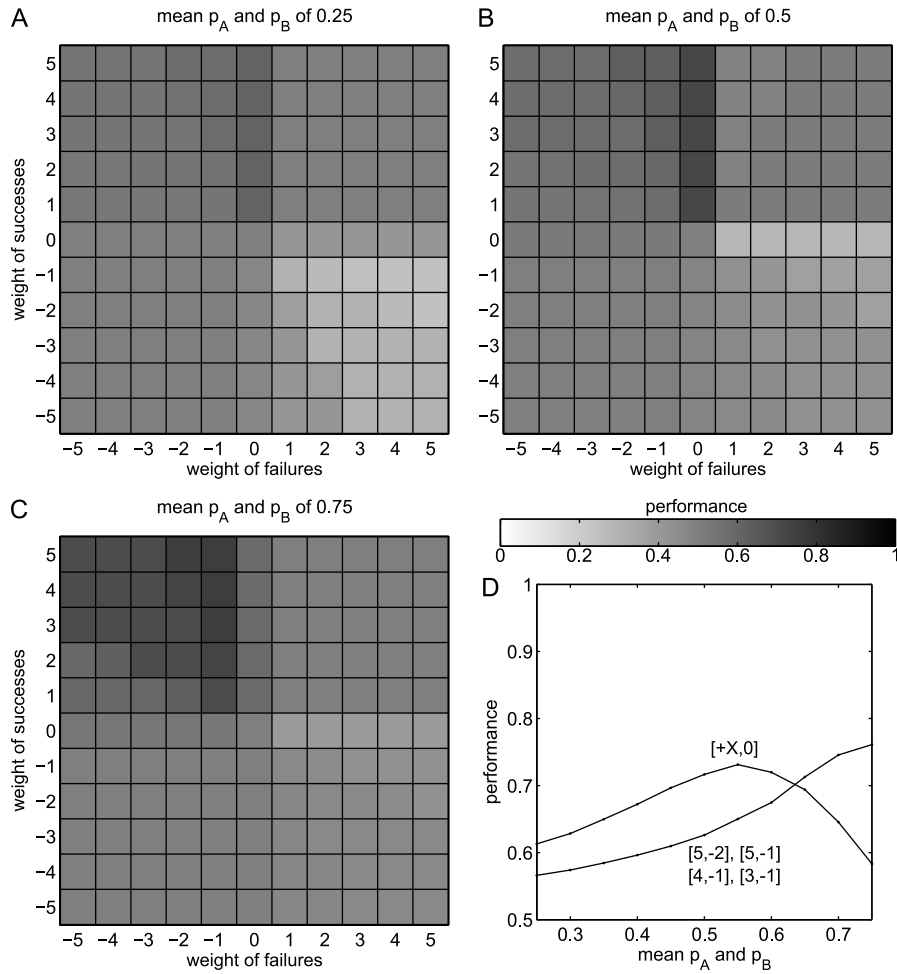 A
mean p_A and p_B of 0.25
weight of successes
5
4
3
2
1
0
−1
−2
−3
−4
−5
−5 −4 −3 −2 −1 0 1 2 3 4 5
weight of failures
B
mean p_A and p_B of 0.5
5
4
3
2
1
0
−1
−2
−3
−4
−5
−5 −4 −3 −2 −1 0 1 2 3 4 5
weight of failures
C
mean p_A and p_B of 0.75
weight of successes
5
4
3
2
1
0
−1
−2
−3
−4
−5
−5 −4 −3 −2 −1 0 1 2 3 4 5
weight of failures
performance
0 0.2 0.4 0.6 0.8 1
D
performance
1
0.9
0.8
0.7
0.6
0.5
[+X,0]
[5,-2], [5,-1]
[4,-1], [3,-1]
0.3 0.4 0.5 0.6 0.7
mean p_A and p_B